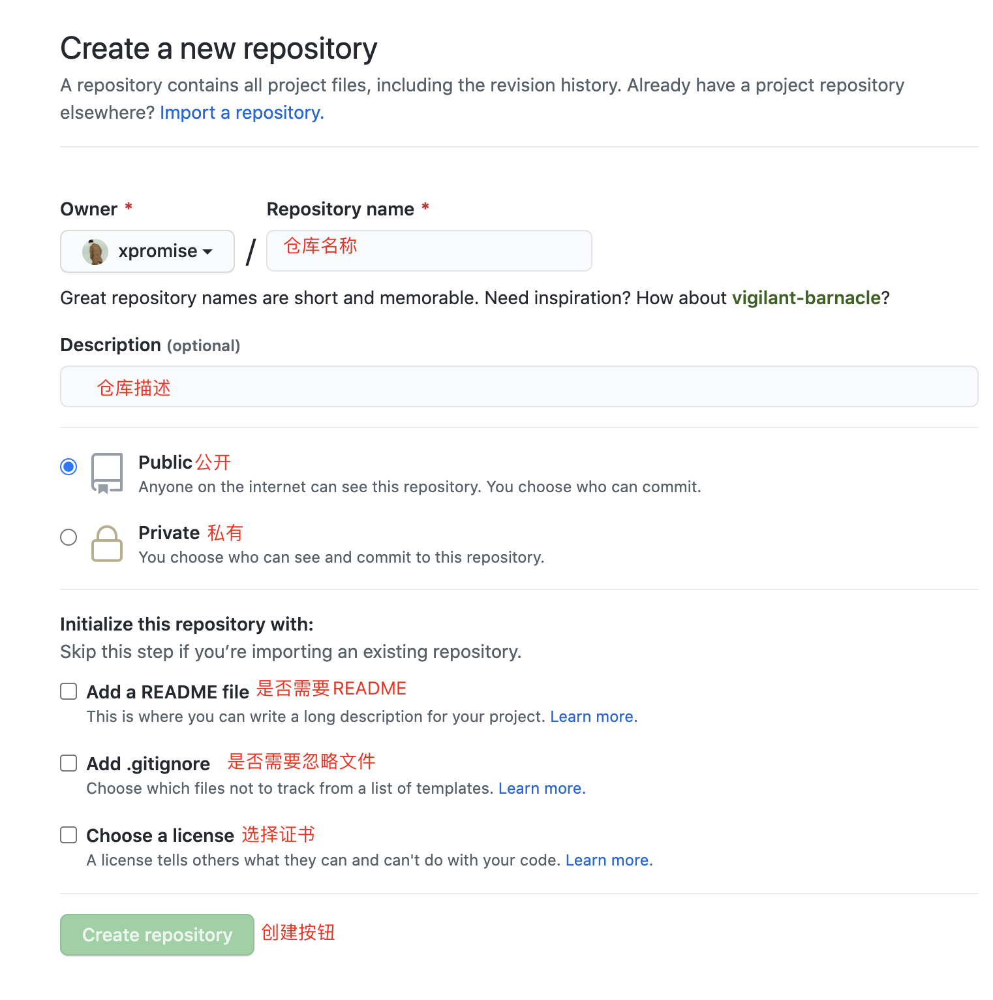 Create a new repository
A repository contains all project files, including the revision history. Already have a project repository
elsewhere? Import a repository.
Owner * Repository name *
xpromise / 仓库名称
Great repository names are short and memorable. Need inspiration? How about vigilant-barnacle?
Description (optional)
仓库描述
Public 公开
Anyone on the internet can see this repository. You choose who can commit.
Private 私有
You choose who can see and commit to this repository.
Initialize this repository with:
Skip this step if you’re importing an existing repository.
Add a README file 是否需要README
This is where you can write a long description for your project. Learn more.
Add .gitignore 是否需要忽略文件
Choose which files not to track from a list of templates. Learn more.
Choose a license 选择证书
A license tells others what they can and can't do with your code. Learn more.
Create repository 创建按钮